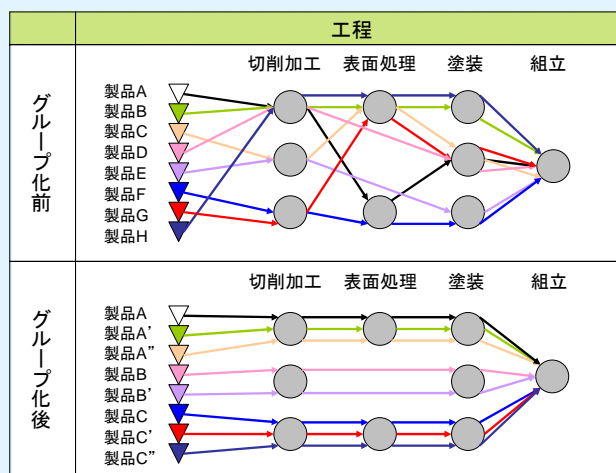 工程
グループ化前
切削加工 表面処理 塗装 組立
製品A
製品B
製品C
製品D
製品E
製品F
製品G
製品H
グループ化後
切削加工 表面処理 塗装 組立
製品A
製品A’
製品A”
製品B
製品B’
製品C
製品C’
製品C”